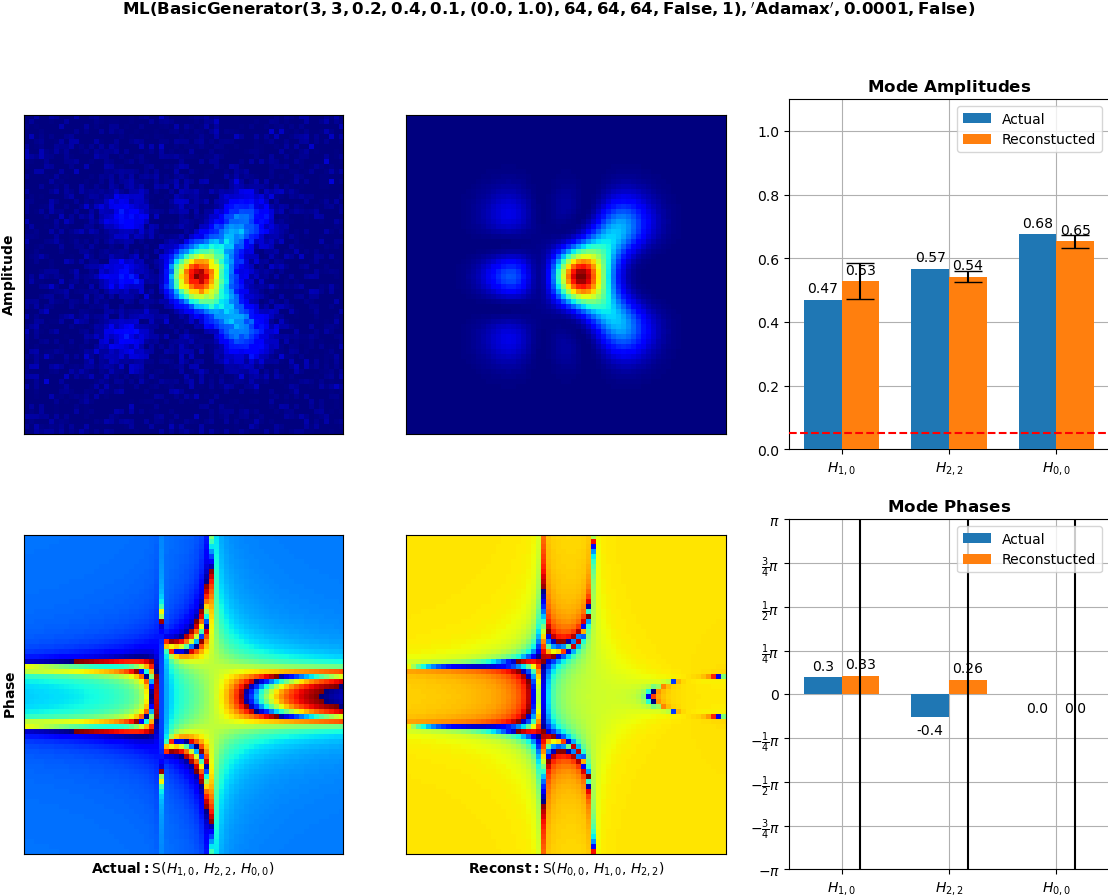 ML(BasicGenerator(3, 3, 0.2, 0.4, 0.1, (0.0, 1.0), 64, 64, 64, False, 1), 'Adamax', 0.0001, False)
Amplitude
Mode Amplitudes
Actual
Reconstucted
1.0
0.8
0.6
0.4
0.2
0.0
0.47
0.53
0.57
0.54
0.68
0.65
H1,0
H2,2
H0,0
Phase
Actual: S(H1,0, H2,2, H0,0)
Reconst: S(H0,0, H1,0, H2,2)
Mode Phases
Actual
Reconstucted
π
3/4π
1/2π
1/4π
0
−1/4π
−1/2π
−3/4π
−π
0.3
0.33
-0.4
0.26
0.0
0.0
H1,0
H2,2
H0,0